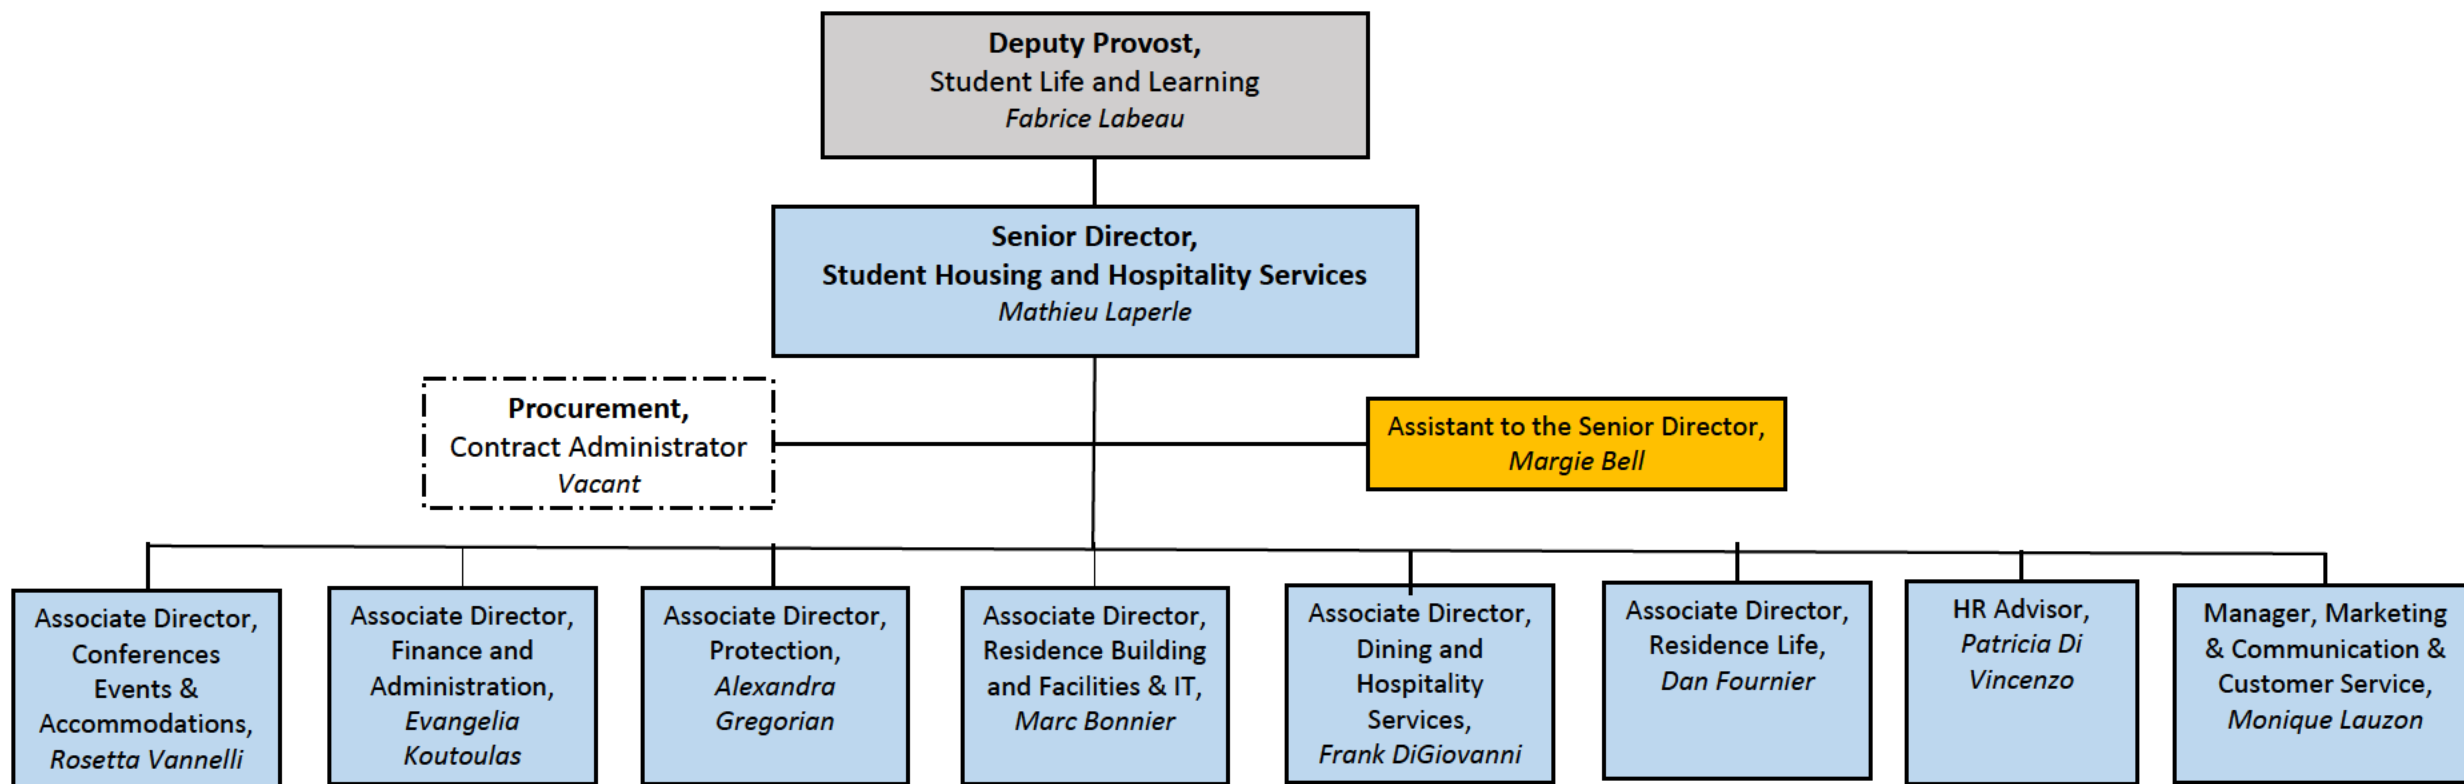 Deputy Provost,
Student Life and Learning
Fabrice Labeau
Senior Director,
Student Housing and Hospitality Services
Mathieu Laperle
Procurement,
Contract Administrator
Vacant
Assistant to the Senior Director,
Margie Bell
Associate Director,
Conferences
Events &
Accommodations,
Rosetta Vannelli
Associate Director,
Finance and
Administration,
Evangelia
Koutoulas
Associate Director,
Protection,
Alexandra
Gregorian
Associate Director,
Residence Building
and Facilities & IT,
Marc Bonnier
Associate Director,
Dining and
Hospitality
Services,
Frank DiGiovanni
Associate Director,
Residence Life,
Dan Fournier
HR Advisor,
Patricia Di
Vincenzo
Manager, Marketing
& Communication &
Customer Service,
Monique Lauzon